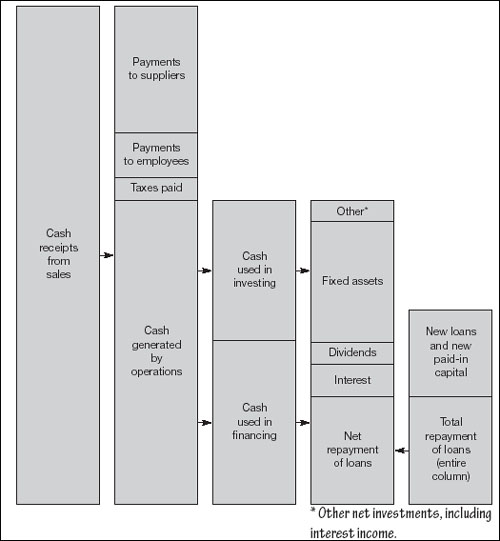 Cash
receipts
from
sales
Payments
to suppliers
Payments
to employees
Taxes paid
Cash
generated
by
operations
Cash
used in
investing
Cash
used in
financing
Other*
Fixed assets
Dividends
Interest
Net
repayment
of loans
New loans
and new
paid-in
capital
Total
repayment
of loans
(entire
column)
* Other net investments, including
interest income.